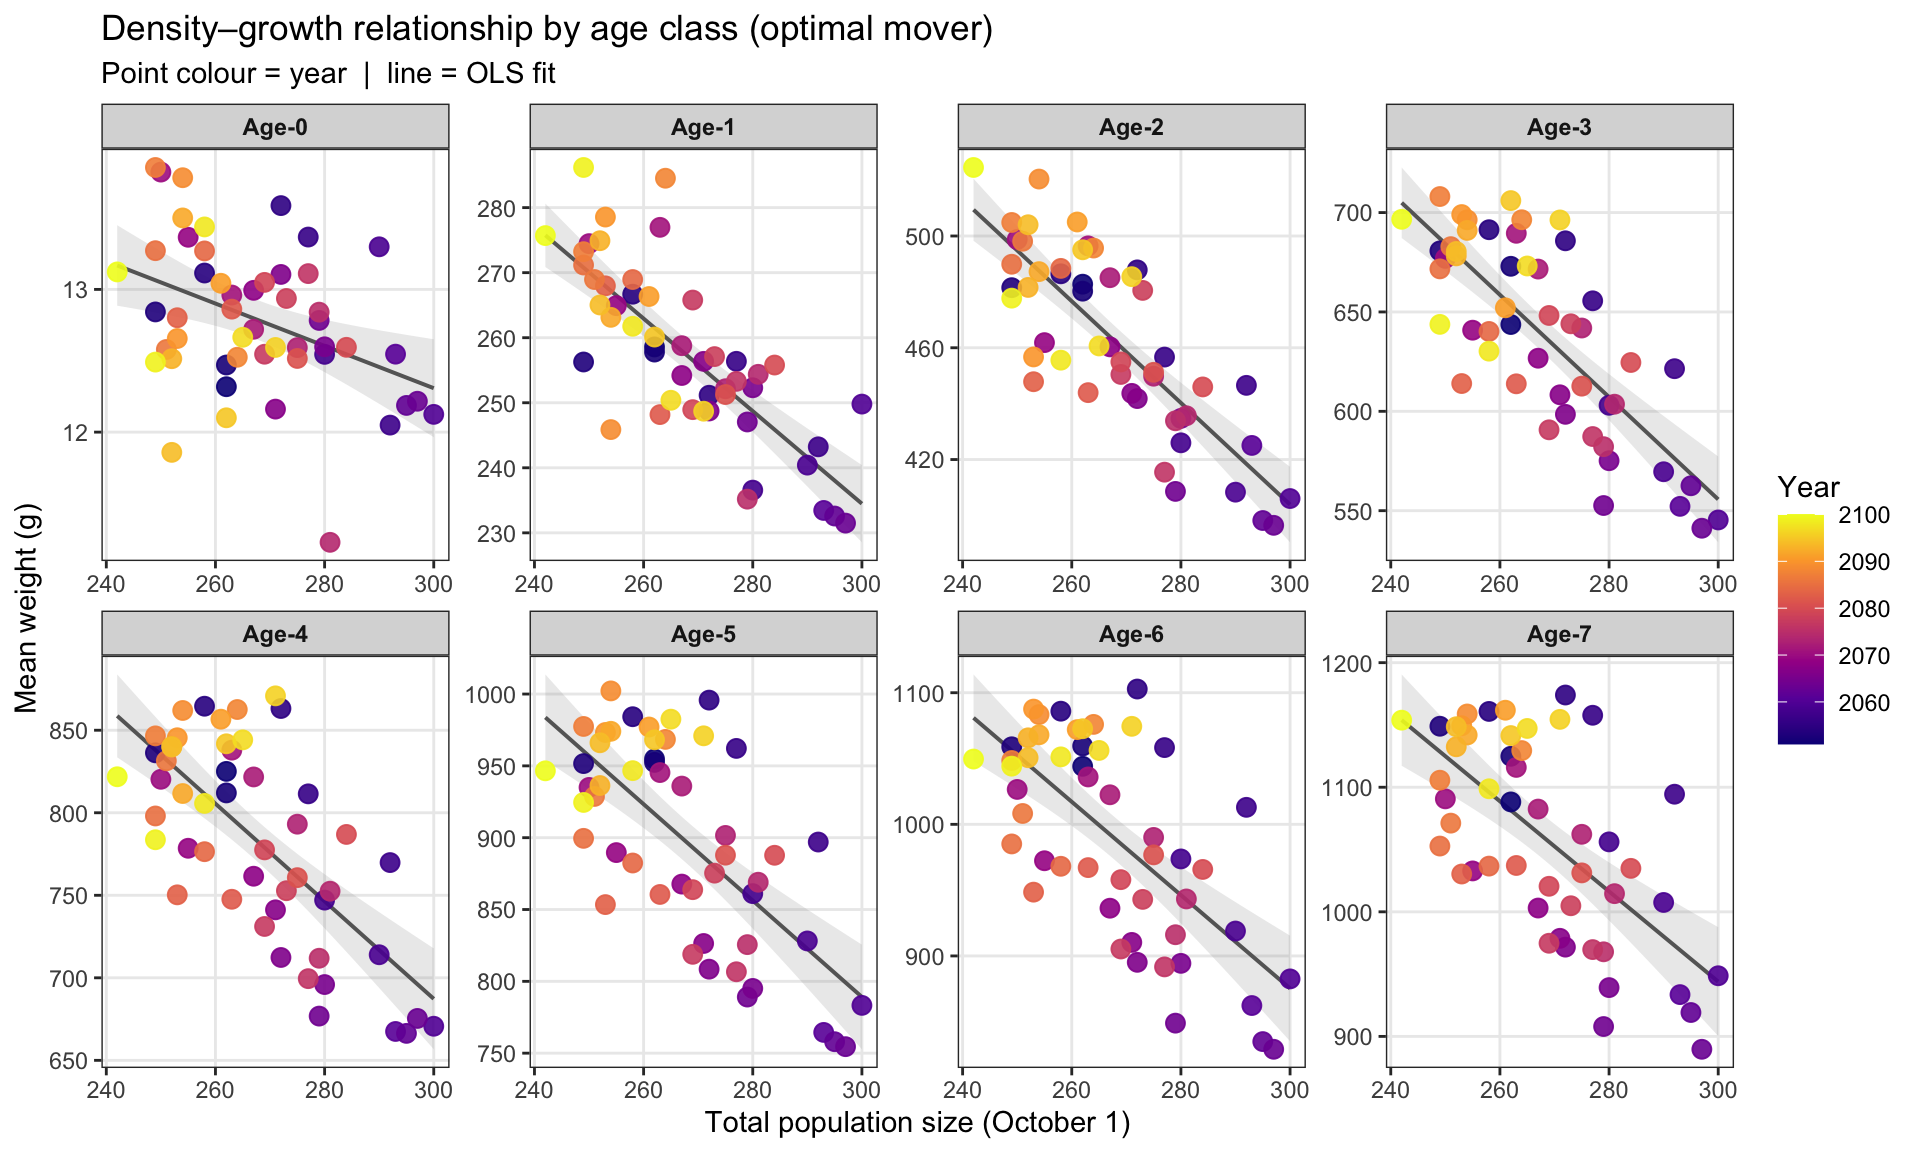 Density–growth relationship by age class (optimal mover)
Point colour = year | line = OLS fit
Age-0
Age-1
Age-2
Age-3
13
12
280
270
260
250
240
230
500
460
420
700
650
600
550
240 260 280 300
240 260 280 300
240 260 280 300
240 260 280 300
Age-4
Age-5
Age-6
Age-7
850
800
750
700
650
1000
950
900
850
800
750
1100
1000
900
1200
1100
1000
900
240 260 280 300
240 260 280 300
240 260 280 300
240 260 280 300
Mean weight (g)
Total population size (October 1)
Year
2100
2090
2080
2070
2060